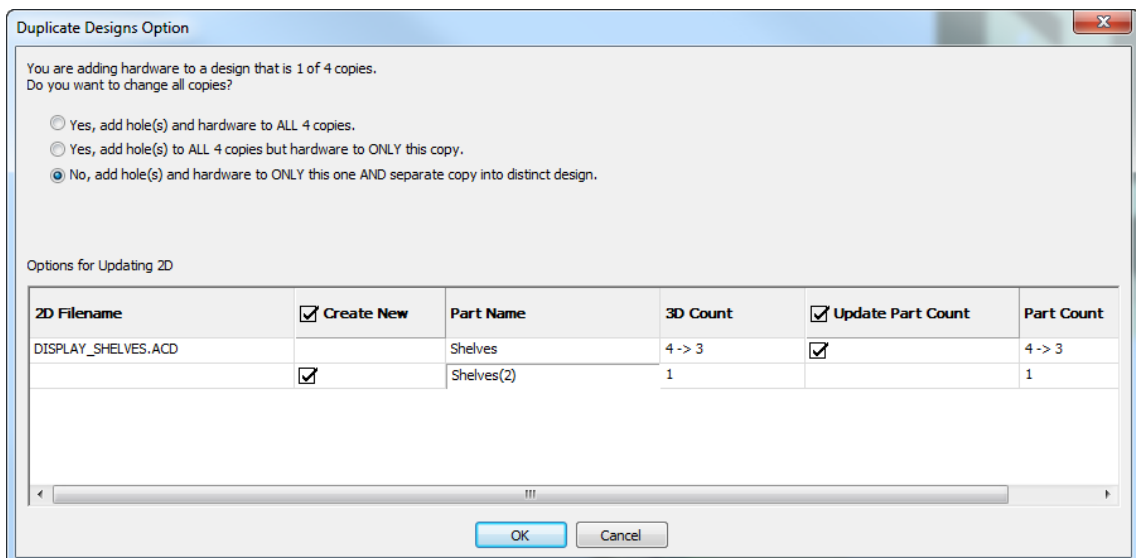 Duplicate Designs Option
You are adding hardware to a design that is 1 of 4 copies.
Do you want to change all copies?
Yes, add hole(s) and hardware to ALL 4 copies.
Yes, add hole(s) to ALL 4 copies but hardware to ONLY this copy.
No, add hole(s) and hardware to ONLY this one AND separate copy into distinct design.
Options for Updating 2D
2D Filename Create New Part Name 3D Count Update Part Count Part Count
DISPLAY_SHELVES.ACD Shelves 4 -> 3 4 -> 3
Shelves(2) 1 1
OK Cancel